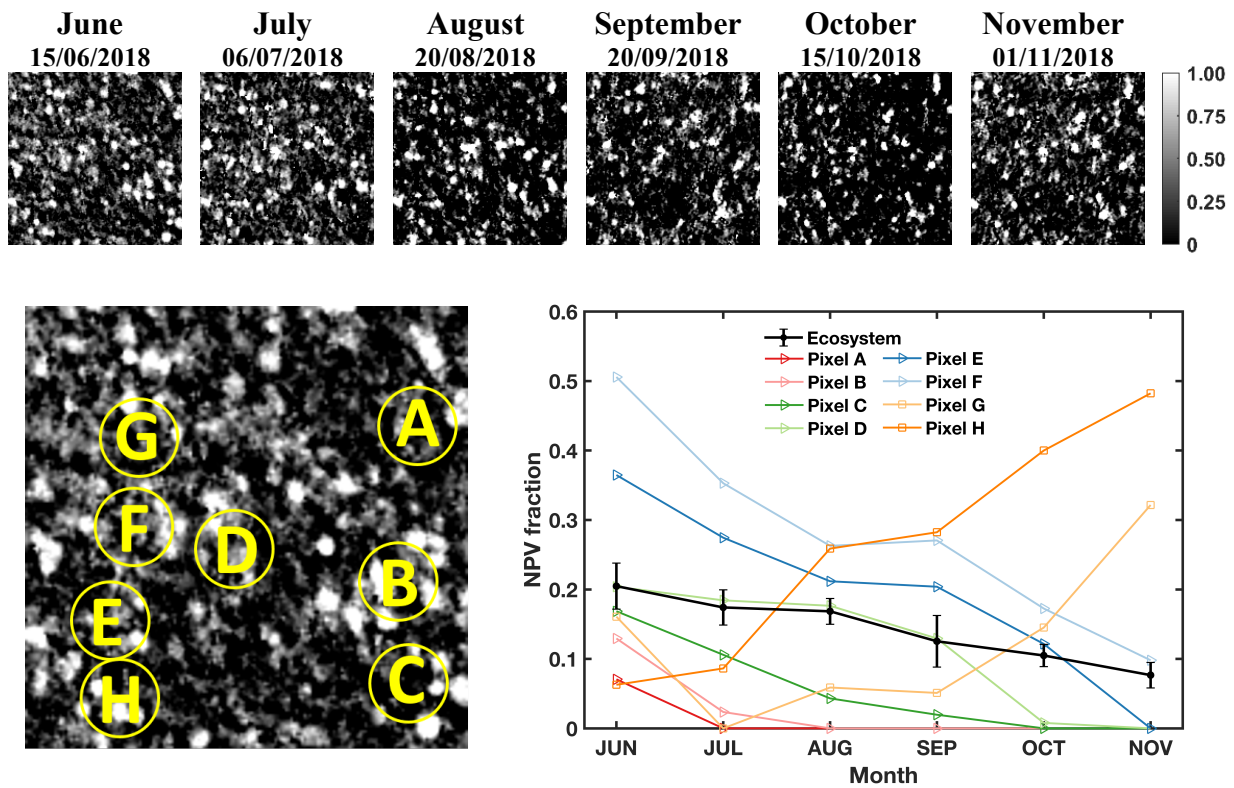 June July August September October November
15/06/2018 06/07/2018 20/08/2018 20/09/2018 15/10/2018 01/11/2018
1.00
0.75
0.50
0.25
0
A
G
F
D
B
E
C
H
NPV fraction
0.6
0.5
0.4
0.3
0.2
0.1
0
Ecosystem
Pixel A Pixel E
Pixel B Pixel F
Pixel C Pixel G
Pixel D Pixel H
JUN JUL AUG SEP OCT NOV
Month